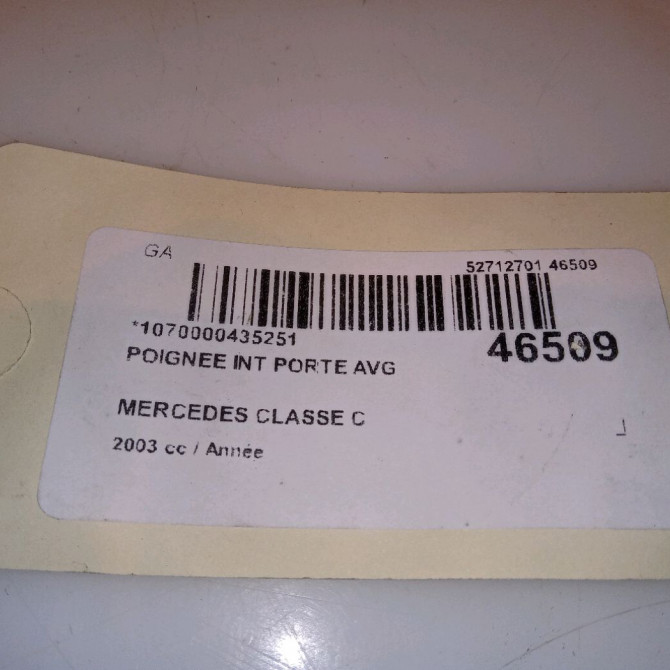 GA
52712701 46509
*1070000435251
46509
POIGNEE INT PORTE AVG
MERCEDES CLASSE C
2003 cc / Année